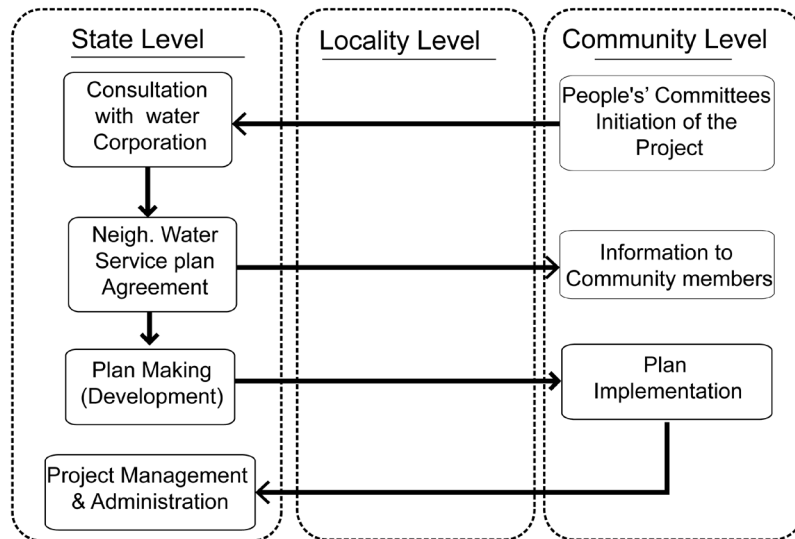 State Level
Locality Level
Community Level
Consultation
with water
Corporation
People's’ Committees
Initiation of the
Project
Neigh. Water
Service plan
Agreement
Information to
Community members
Plan Making
(Development)
Plan
Implementation
Project Management
& Administration